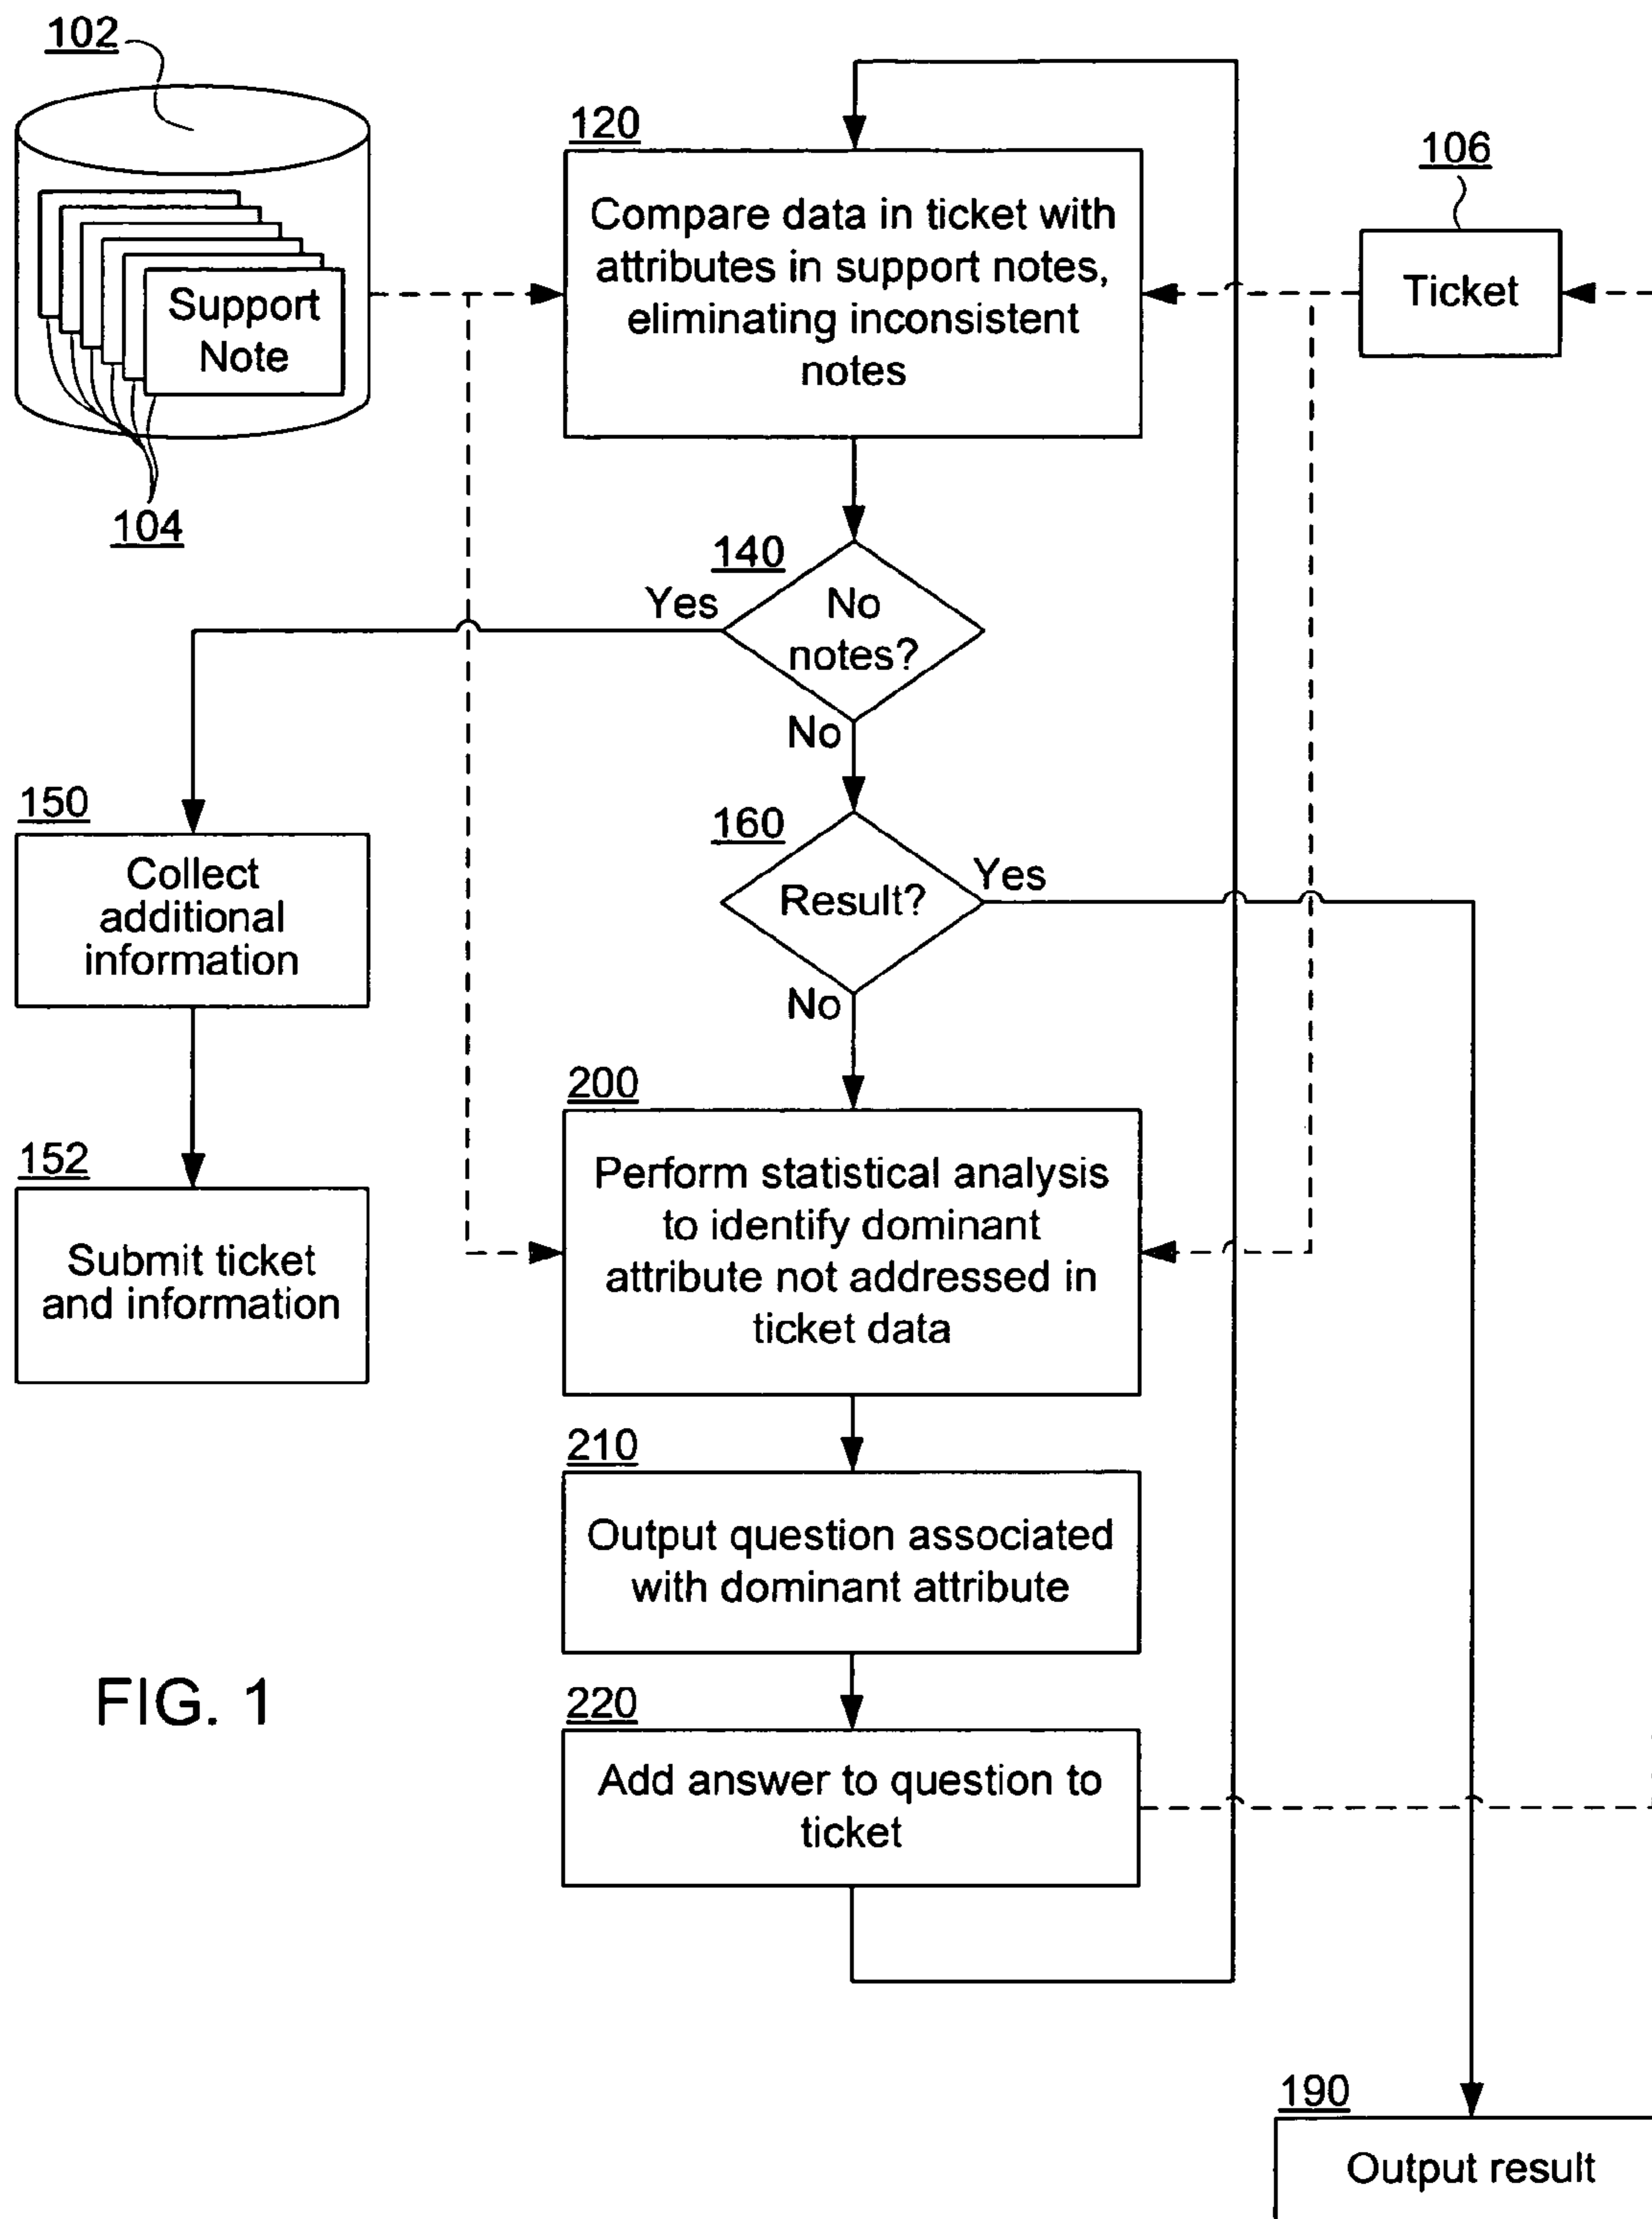 102
120
Compare data in ticket with
attributes in support notes,
eliminating inconsistent
notes
106
Ticket
Support
Note
104
140
No
notes?
Yes
No
160
Result?
Yes
No
150
Collect
additional
information
152
Submit ticket
and information
200
Perform statistical analysis
to identify dominant
attribute not addressed in
ticket data
210
Output question associated
with dominant attribute
220
Add answer to question to
ticket
FIG. 1
190
Output result